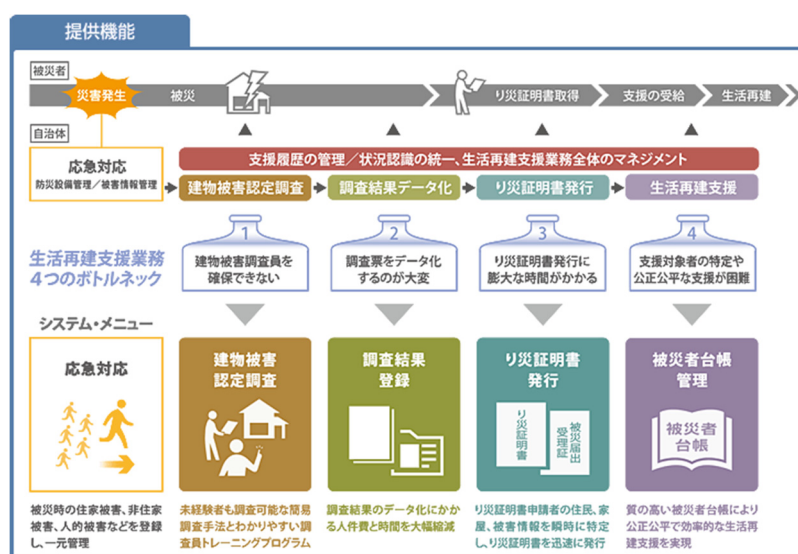 提供機能
被災者
災害発生
被災
り災証明書取得
支援の受給
生活再建
自治体
応急対応
防災設備管理／被害情報管理
支援履歴の管理／状況認識の統一、生活再建支援業務全体のマネジメント
建物被害認定調査
調査結果データ化
り災証明書発行
生活再建支援
生活再建支援業務
4つのボトルネック
1
建物被害調査員を
確保できない
2
調査票をデータ化
するのが大変
3
り災証明書発行に
膨大な時間がかかる
4
支援対象者の特定や
公正公平な支援が困難
システム・メニュー
応急対応
被災時の住家被害、非住家
被害、人的被害などを登録
し、一元管理
建物被害
認定調査
未経験者も調査可能な簡易
調査手法とわかりやすい調
査員トレーニングプログラム
調査結果
登録
調査結果のデータ化にかか
る人件費と時間を大幅縮減
り災証明書
発行
り災証明書
被災届出
受理証
り災証明書申請者の住民、家
屋、被害情報を瞬時に特定
し、り災証明書を迅速に発行
被災者台帳
管理
被災者
台帳
質の高い被災者台帳により
公正公平で効率的な生活再
建支援を実現